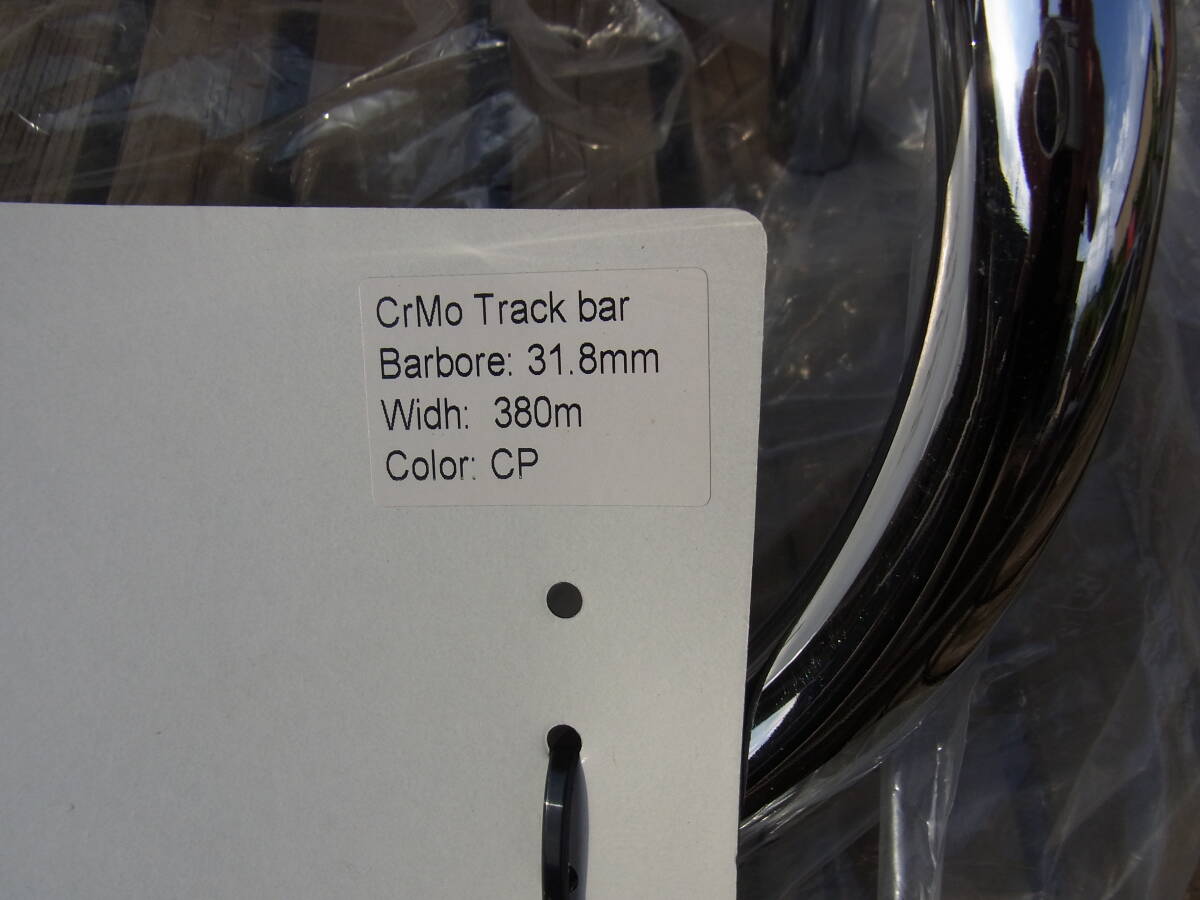 CrMo Track bar
Barbore: 31.8mm
Widh: 380m
Color: CP